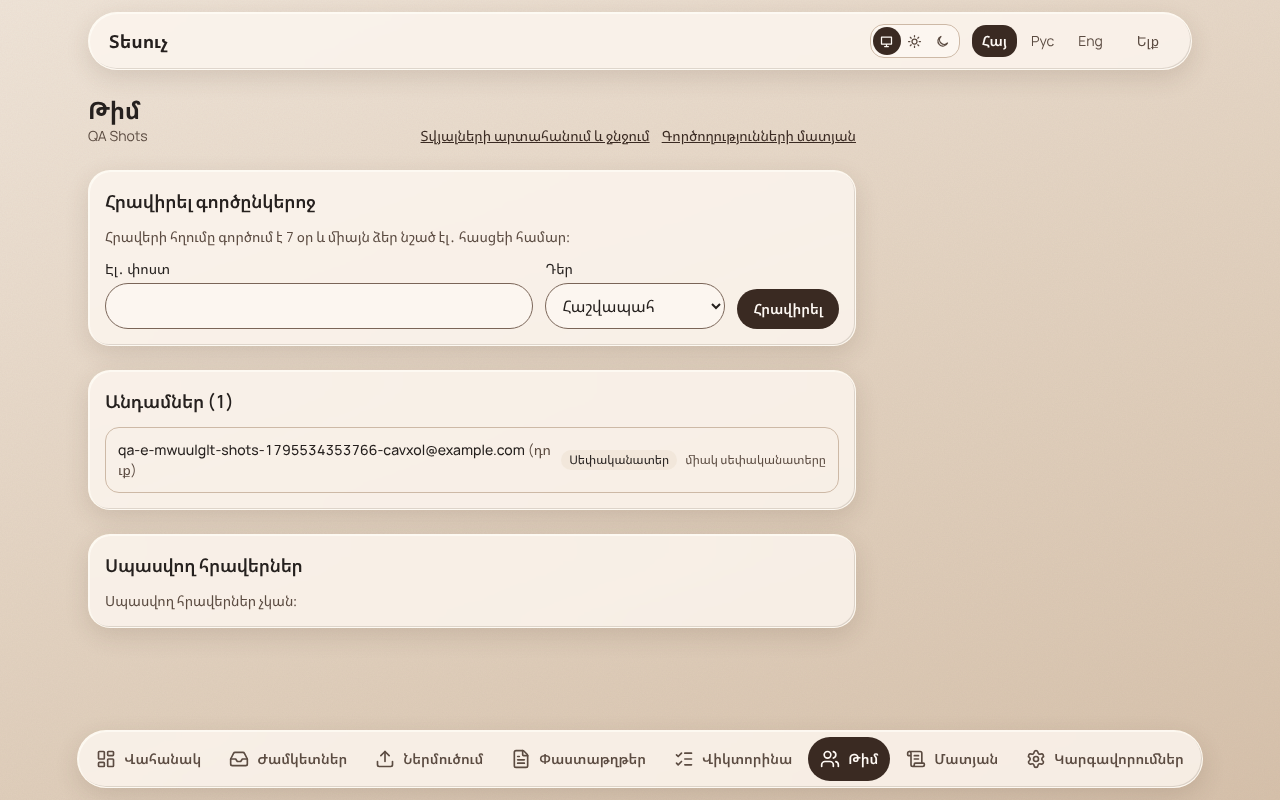 Տեսուչ
Հայ Рус Eng Ելք
Թիմ
QA Shots
Տվյալների արտահանում և ջնջում Գործողությունների մատյան
Հրավիրել գործընկերոջ
Հրավերի հղումը գործում է 7 օր և միայն ձեր նշած էլ․ հասցեի համար։
Էլ․ փոստ Դեր
Հաշվապահ Հրավիրել
Անդամներ (1)
qa-e-mwuulglt-shots-1795534353766-cavxol@example.com (դո
ւք)
Սեփականատեր միակ սեփականատերը
Սպասվող հրավերներ
Սպասվող հրավերներ չկան։
Վահանակ Ժամկետներ Ներմուծում Փաստաթղթեր Վիկտորինա Թիմ Մատյան Կարգավորումներ